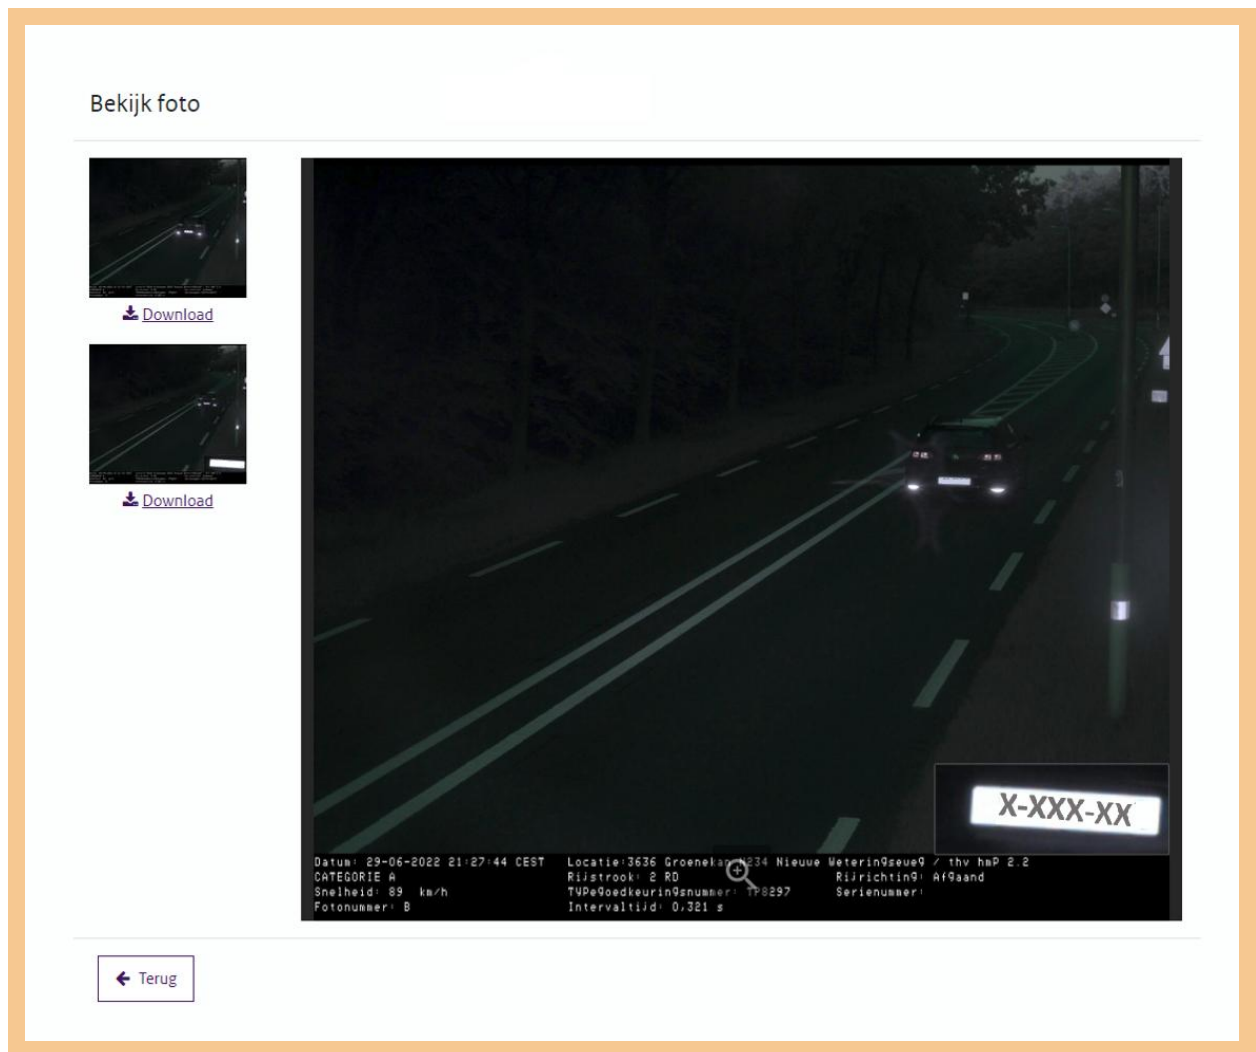 Bekijk foto
Download
Download
X-XXX-XX
Datum: 29-06-2022 21:27:44 CEST Locatie:3636 Groenekan N234 Nieuwe Weteringseweg / thv hmP 2.2
CATEGORIE A Rijstrook: 2 RD Rijrichting: Afgaand
Snelheid: 89 km/h TYPegoedkeuringsnummer: TP8297 Serienummer:
Fotonummer: B Intervaltijd: 0,321 s
Terug